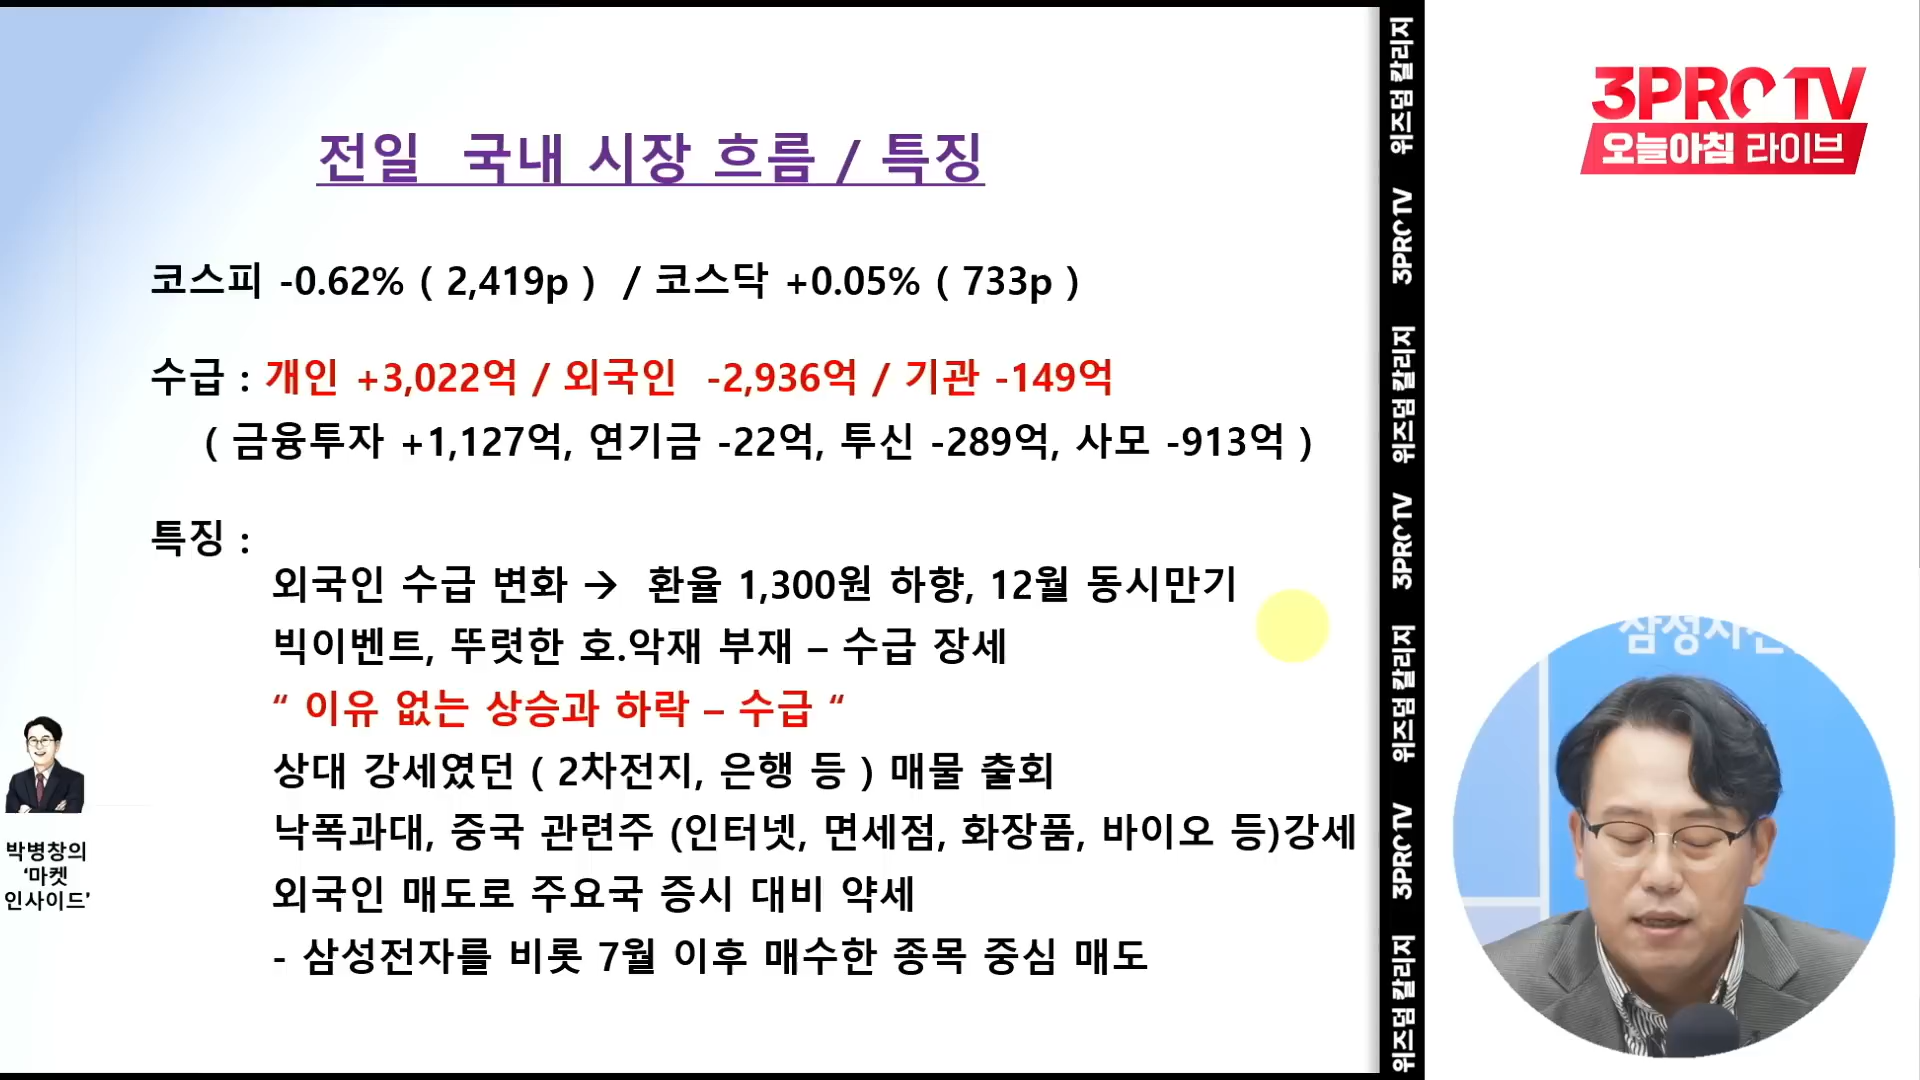 전일 국내 시장 흐름 / 특징
코스피 -0.62% ( 2,419p ) / 코스닥 +0.05% ( 733p )
수급 : 개인 +3,022억 / 외국인 -2,936억 / 기관 -149억
( 금융투자 +1,127억, 연기금 -22억, 투신 -289억, 사모 -913억 )
특징 :
외국인 수급 변화 → 환율 1,300원 하향, 12월 동시만기
빅이벤트, 뚜렷한 호.악재 부재 – 수급 장세
“ 이유 없는 상승과 하락 – 수급 “
상대 강세였던 ( 2차전지, 은행 등 ) 매물 출회
낙폭과대, 중국 관련주 (인터넷, 면세점, 화장품, 바이오 등)강세
외국인 매도로 주요국 증시 대비 약세
- 삼성전자를 비롯 7월 이후 매수한 종목 중심 매도
박병창의
‘마켓
인사이드’
위즈덤 칼리지
3PROTV
위즈덤 칼리지
3PROTV
위즈덤 칼리지
3PROTV
위즈덤 칼리지
3PROTV
오늘아침 라이브